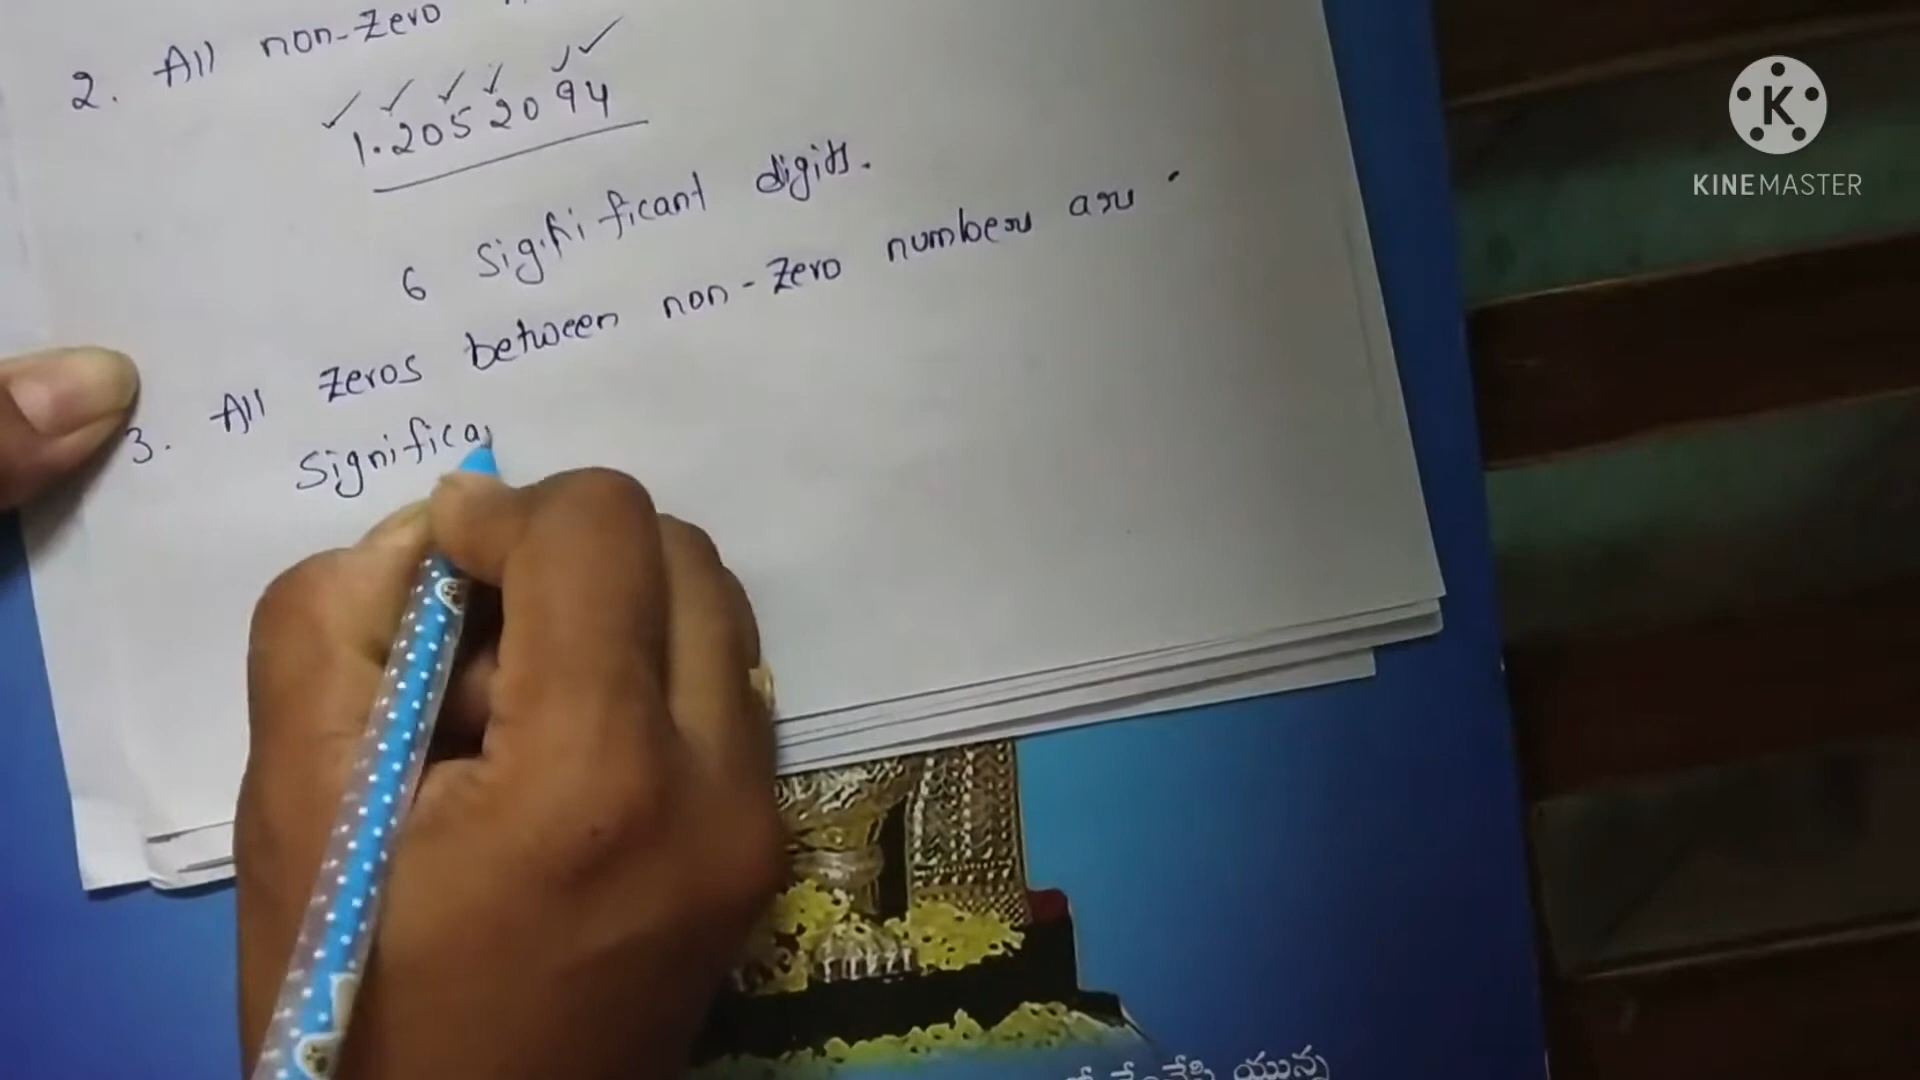 2. All non-zero
1.2052094
6 significant digits.
3. All zeros between non-zero numbers are
Significa
KINEMASTER
యున్న